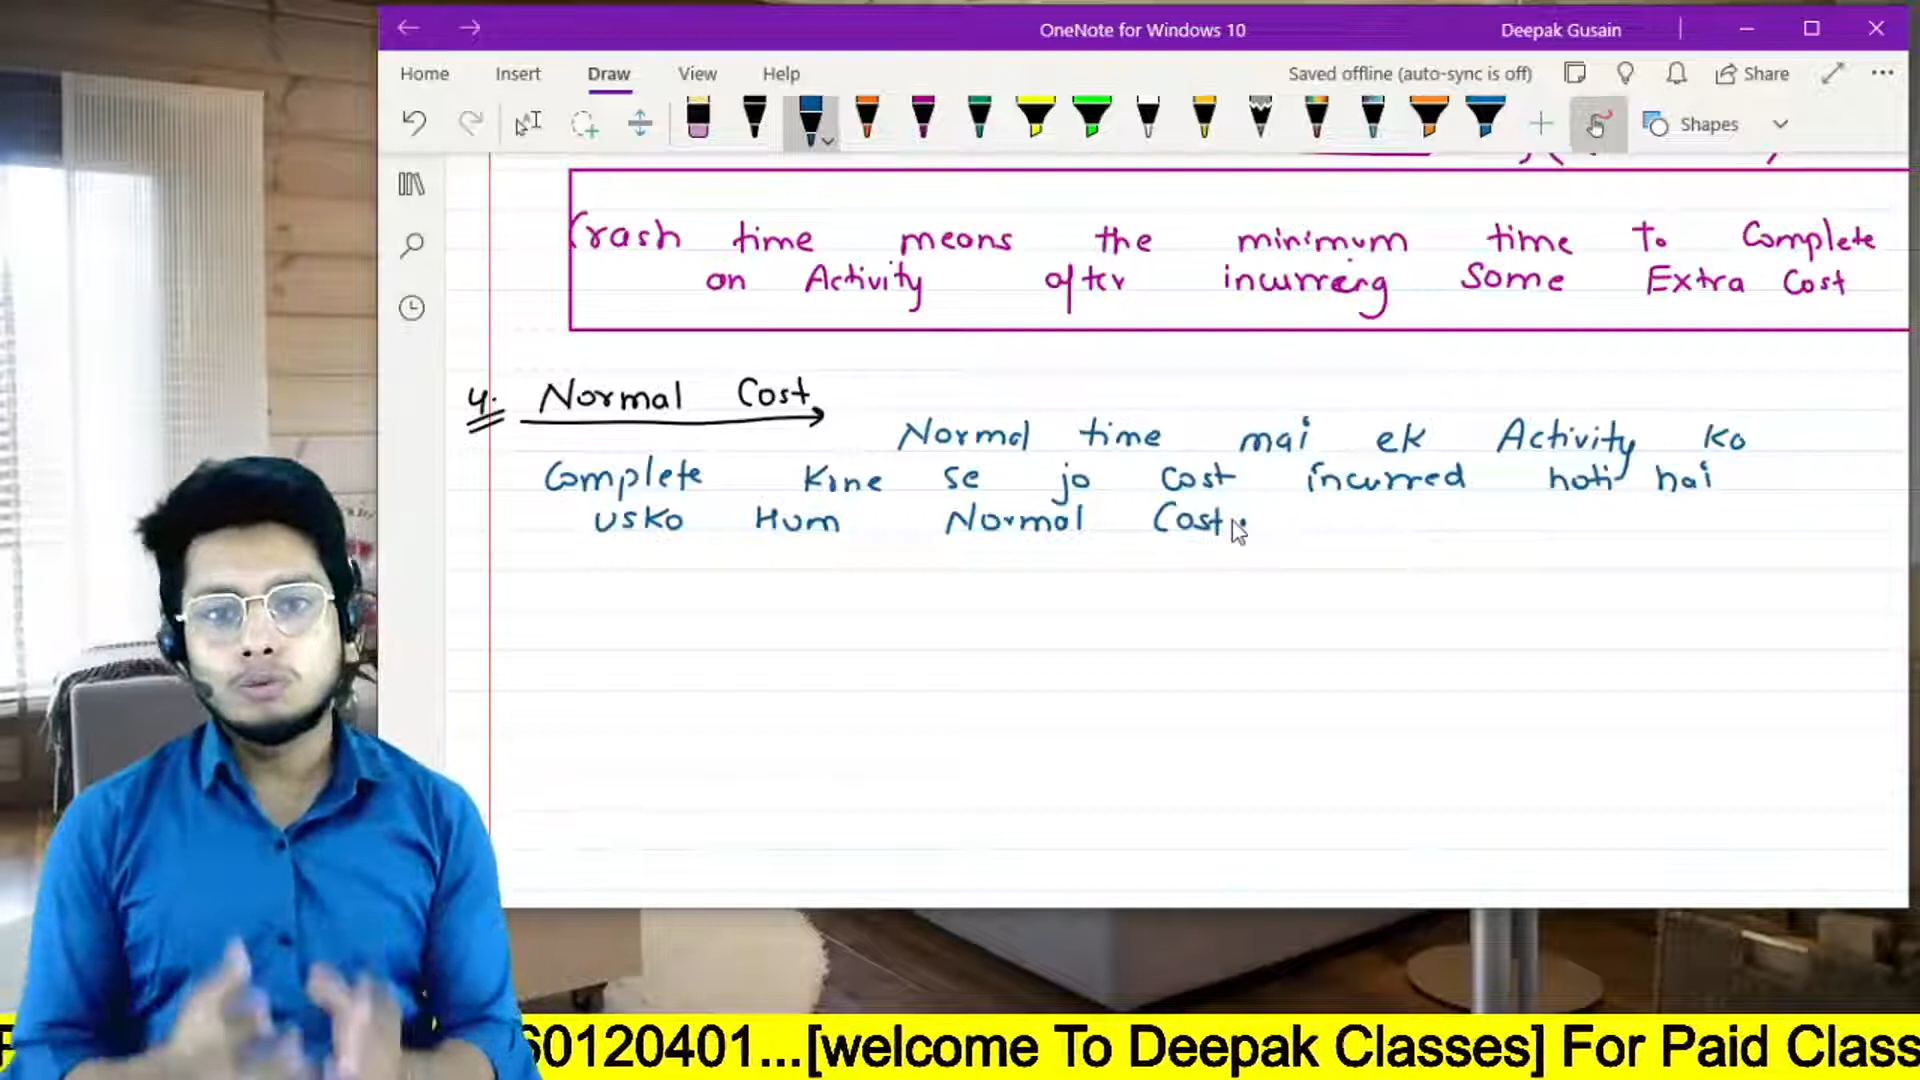 OneNote for Windows 10 Deepak Gusain
Home Insert Draw View Help Saved offline (auto-sync is off) Share
Shapes
Crash time means the minimum time To Complete
an Activity after incurring Some Extra Cost
4. Normal Cost
Normal time mai ek Activity ko
Complete Krne se jo Cost incurred hoti hai
usko Hum Normal Cost
60120401...[welcome To Deepak Classes] For Paid Class